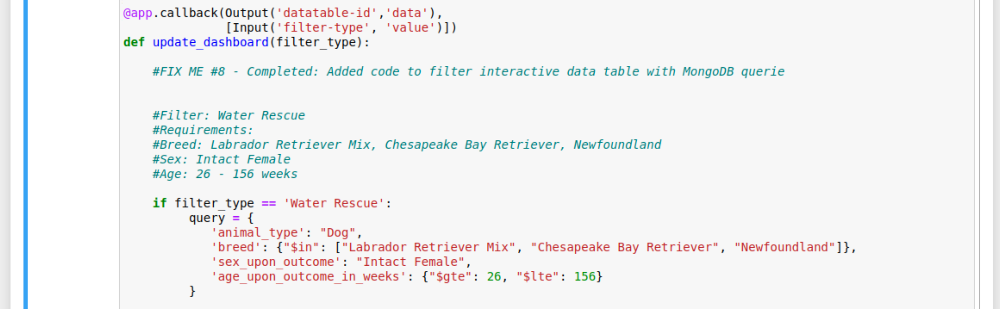 @app.callback(Output('datatable-id','data'),
              [Input('filter-type', 'value')])
def update_dashboard(filter_type):
    #FIX ME #8 - Completed: Added code to filter interactive data table with MongoDB querie
    #Filter: Water Rescue
    #Requirements:
    #Breed: Labrador Retriever Mix, Chesapeake Bay Retriever, Newfoundland
    #Sex: Intact Female
    #Age: 26 - 156 weeks
    if filter_type == 'Water Rescue':
         query = {
            'animal_type': "Dog",
            'breed': {"$in": ["Labrador Retriever Mix", "Chesapeake Bay Retriever", "Newfoundland"]},
            'sex_upon_outcome': "Intact Female",
            'age_upon_outcome_in_weeks': {"$gte": 26, "$lte": 156}
         }